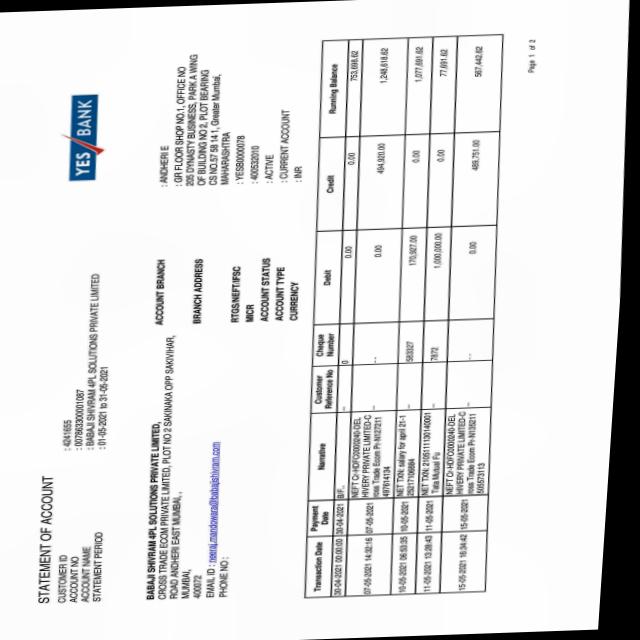 YES BANK
STATEMENT OF ACCOUNT
CUSTOMER ID : 4241655
ACCOUNT NO : 007863300001087
ACCOUNT NAME : BABAJI SHIVRAM 4PL SOLUTIONS PRIVATE LIMITED
STATEMENT PERIOD : 01-05-2021 to 31-05-2021
BABAJI SHIVRAM 4PL SOLUTIONS PRIVATE LIMITED,
CROSS TRADE ECOM PRIVATE LIMITED, PLOT NO 2 SAKINAKA OPP SAKIVIHAR,
ROAD ANDHERI EAST MUMBAI, ,
MUMBAI,
400072
EMAIL ID : neeraj.mandowara@babajishivram.com
PHONE NO :
ACCOUNT BRANCH : ANDHERI E
BRANCH ADDRESS : GR FLOOR SHOP NO.1, OFFICE NO
205 DYNASTY BUSINESS, PARK A WING
OF BUILDING NO 2, PLOT BEARING
CS NO.57 58 14 1, Greater Mumbai,
MAHARASHTRA
RTGS/NEFT/IFSC : YESB0000078
MICR : 400532010
ACCOUNT STATUS : ACTIVE
ACCOUNT TYPE : CURRENT ACCOUNT
CURRENCY : INR
Transaction Date Payment Date Narrative Customer Reference No Cheque Number Debit Credit Running Balance
30-04-2021 00:00:00 30-04-2021 B/F... -- 0 0.00 0.00 753,698.62
07-05-2021 14:32:16 07-05-2021 NEFT Cr-HDFC0000240-DEL
HIVERY PRIVATE LIMITED-C
ross Trade Ecom Pr-N127211
497614134 -- -- 0.00 494,920.00 1,248,618.62
10-05-2021 06:53:35 10-05-2021 NET TXN: salary for april 21-1
25217106884 -- 583327 170,927.00 0.00 1,077,691.62
11-05-2021 13:28:43 11-05-2021 NET TXN: 2105111130140001
Tata Mutual Fu -- 7872 1,000,000.00 0.00 77,691.62
15-05-2021 16:34:42 15-05-2021 NEFT Cr-HDFC0000240-DEL
HIVERY PRIVATE LIMITED-C
ross Trade Ecom Pr-N135211
505573113 -- -- 0.00 489,751.00 567,442.62
Page 1 of 2